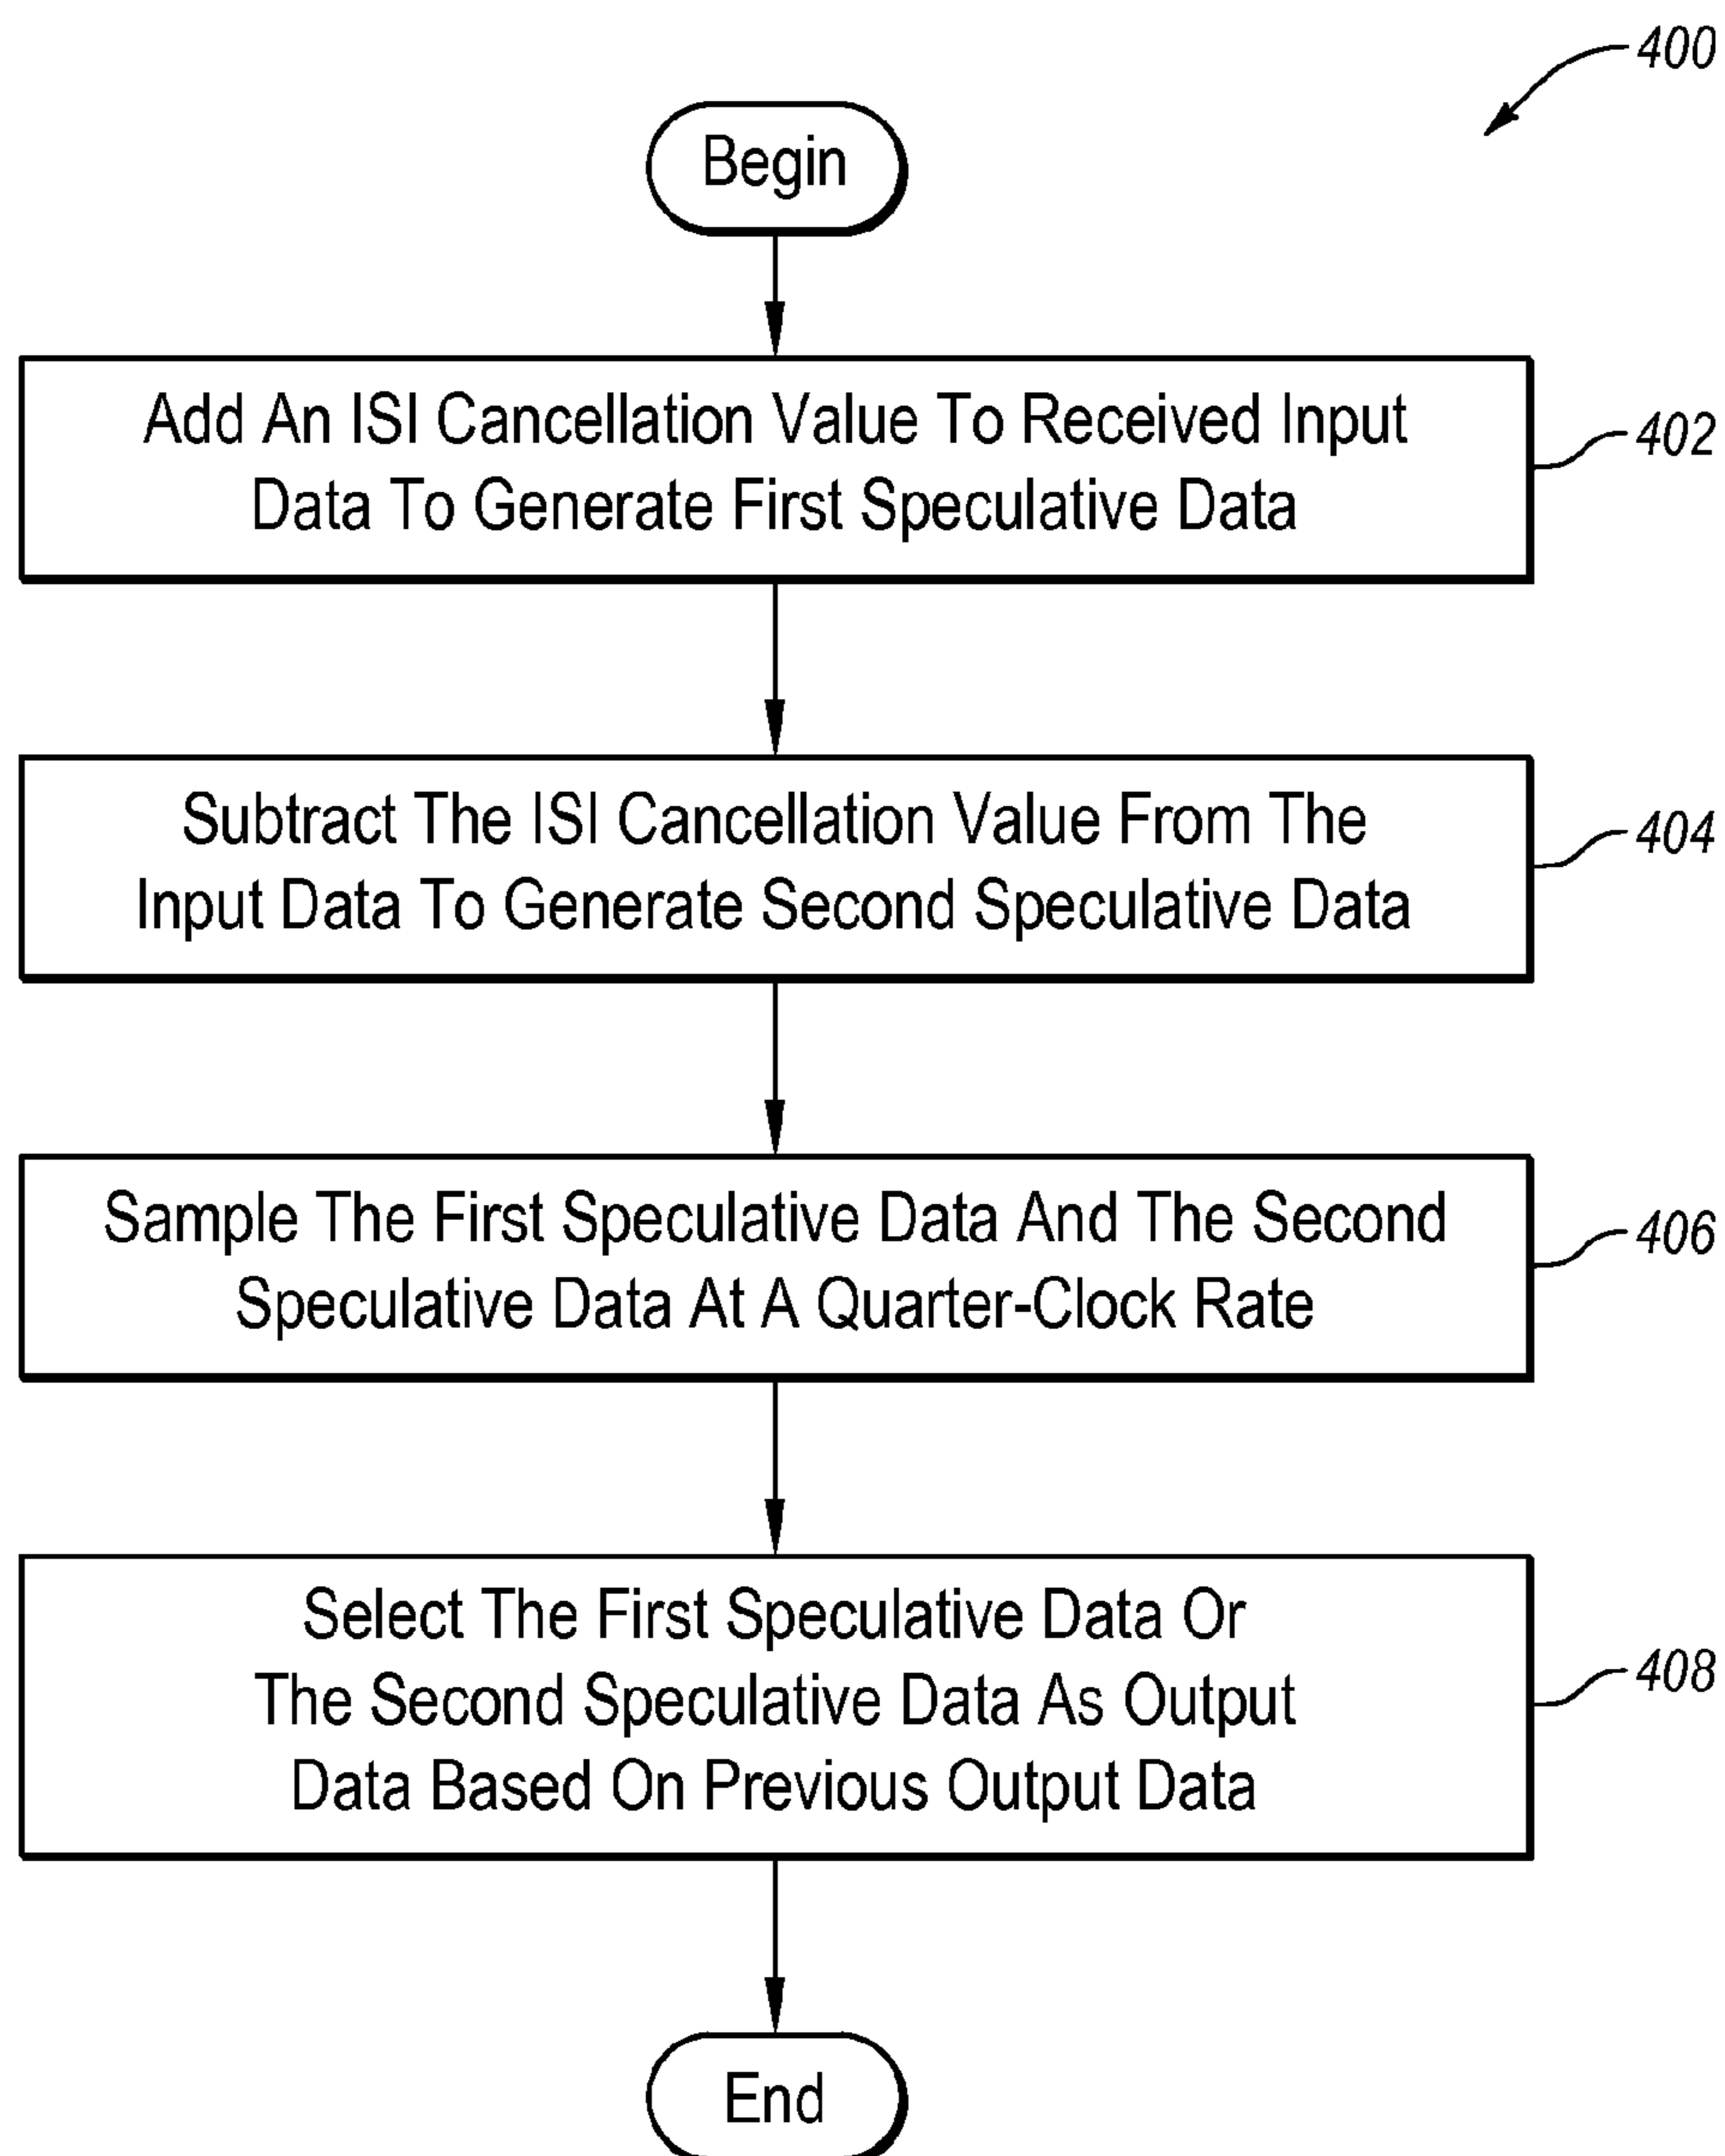 400
Begin
Add An ISI Cancellation Value To Received Input
Data To Generate First Speculative Data
402
Subtract The ISI Cancellation Value From The
Input Data To Generate Second Speculative Data
404
Sample The First Speculative Data And The Second
Speculative Data At A Quarter-Clock Rate
406
Select The First Speculative Data Or
The Second Speculative Data As Output
Data Based On Previous Output Data
408
End